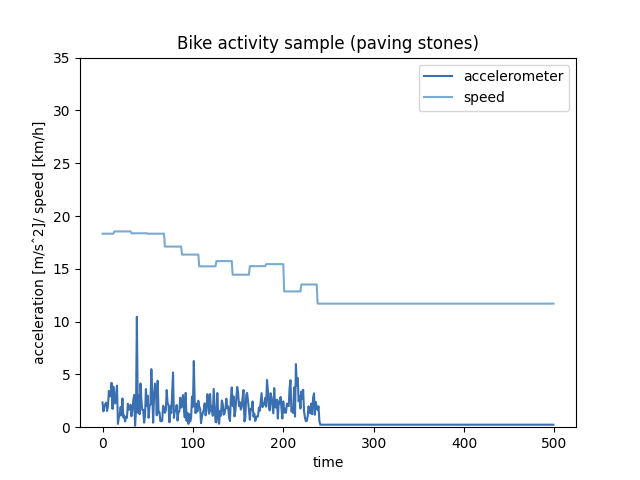 Bike activity sample (paving stones)
accelerometer
speed
acceleration [m/sˆ2]/ speed [km/h]
35
30
25
20
15
10
5
0
0 100 200 300 400 500
time